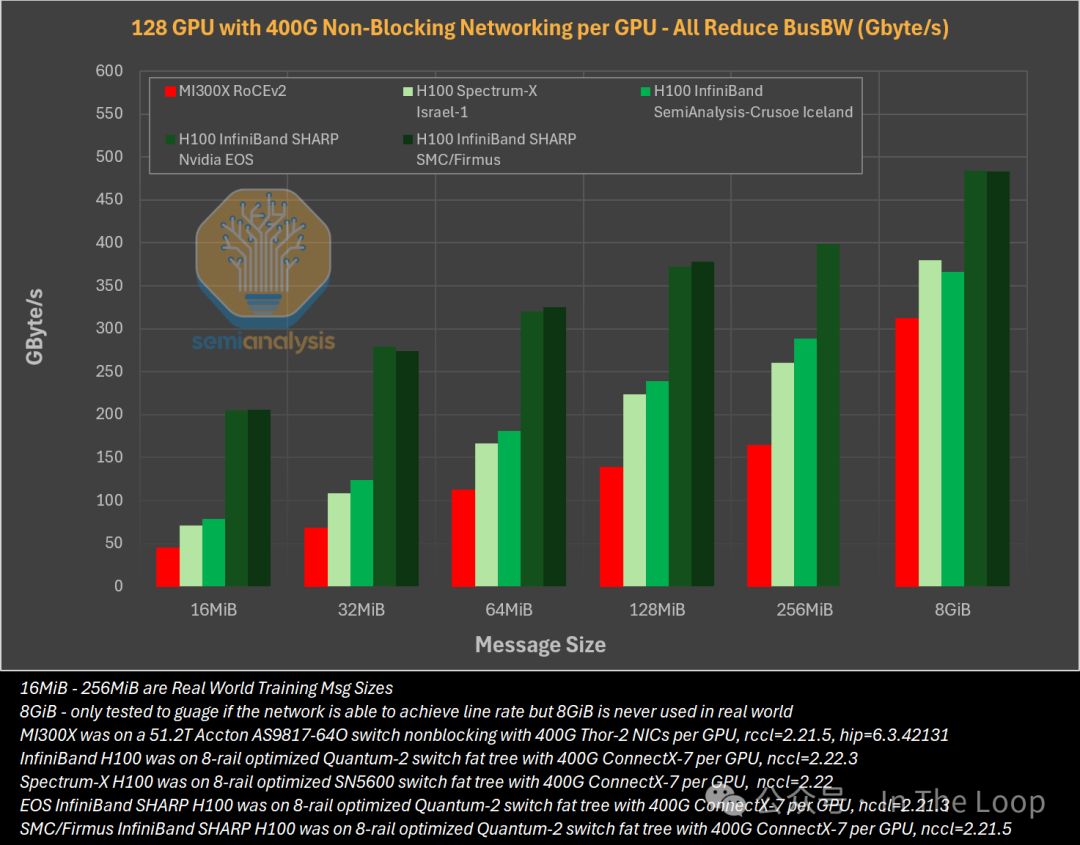 128 GPU with 400G Non-Blocking Networking per GPU - All Reduce BusBW (Gbyte/s)
600
550
500
450
400
350
300
250
200
150
100
50
0
GByte/s
MI300X RoCEv2
H100 Spectrum-X
Israel-1
H100 InfiniBand
SemiAnalysis-Crusoe Iceland
H100 InfiniBand SHARP
Nvidia EOS
H100 InfiniBand SHARP
SMC/Firmus
semianalysis
16MiB 32MiB 64MiB 128MiB 256MiB 8GiB
Message Size
16MiB - 256MiB are Real World Training Msg Sizes
8GiB - only tested to guage if the network is able to achieve line rate but 8GiB is never used in real world
MI300X was on a 51.2T Accton AS9817-64O switch nonblocking with 400G Thor-2 NICs per GPU, rccl=2.21.5, hip=6.3.42131
InfiniBand H100 was on 8-rail optimized Quantum-2 switch fat tree with 400G ConnectX-7 per GPU, nccl=2.22.3
Spectrum-X H100 was on 8-rail optimized SN5600 switch fat tree with 400G ConnectX-7 per GPU, nccl=2.22
EOS InfiniBand SHARP H100 was on 8-rail optimized Quantum-2 switch fat tree with 400G ConnectX-7 per GPU, nccl=2.21.3
SMC/Firmus InfiniBand SHARP H100 was on 8-rail optimized Quantum-2 switch fat tree with 400G ConnectX-7 per GPU, nccl=2.21.5
公众号 · In The Loop